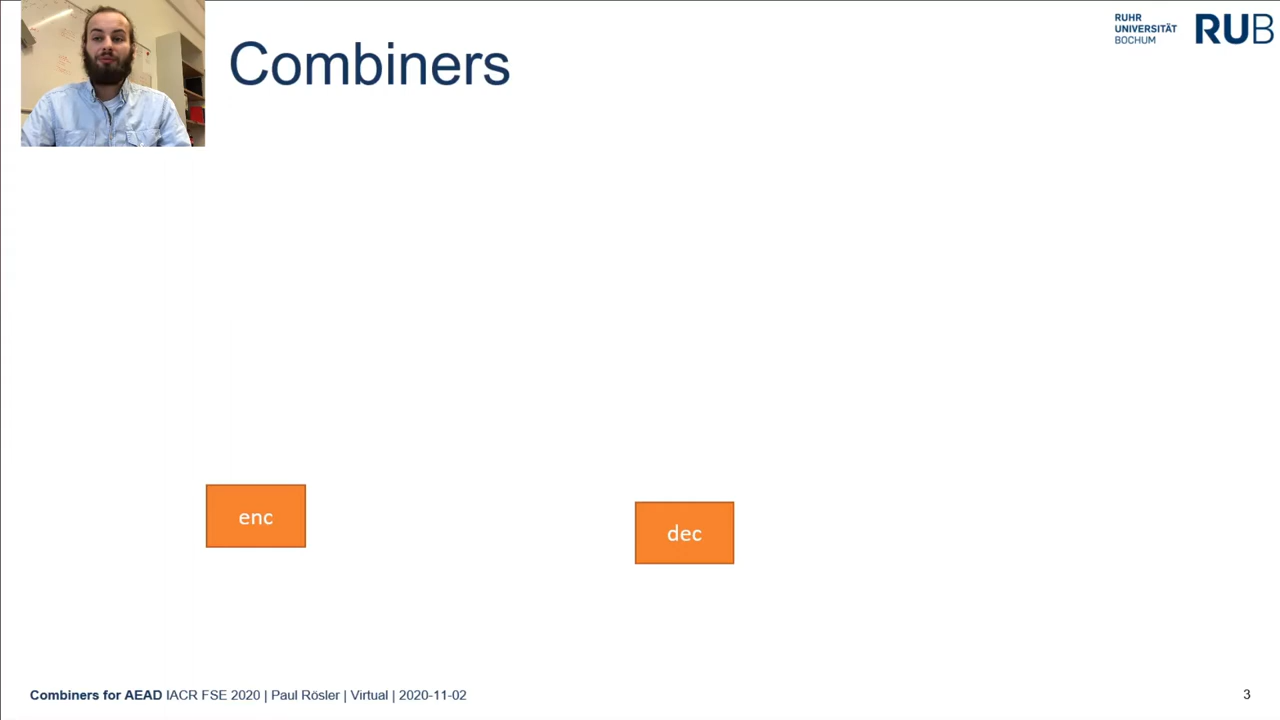 Combiners
RUHR
UNIVERSITÄT
BOCHUM
RUB
enc
dec
Combiners for AEAD IACR FSE 2020 | Paul Rösler | Virtual | 2020-11-02
3